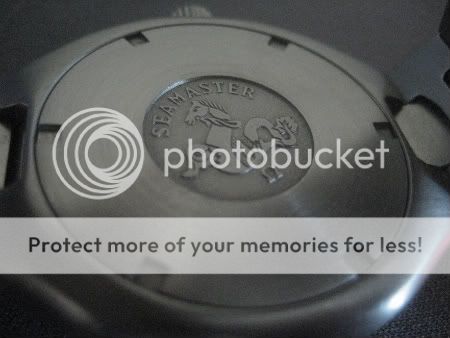 SEAMASTER
photobucket
Protect more of your memories for less!